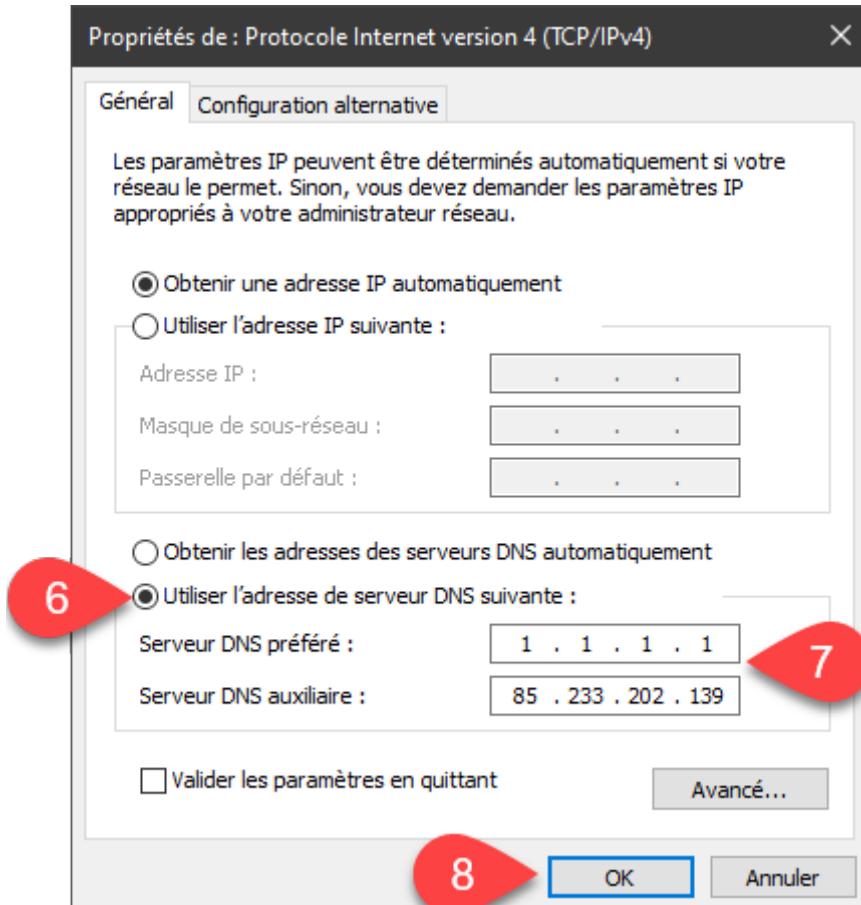 Propriétés de : Protocole Internet version 4 (TCP/IPv4)
Général
Configuration alternative
Les paramètres IP peuvent être déterminés automatiquement si votre
réseau le permet. Sinon, vous devez demander les paramètres IP
appropriés à votre administrateur réseau.
Obtenir une adresse IP automatiquement
Utiliser l'adresse IP suivante :
Adresse IP :
. . .
Masque de sous-réseau :
. . .
Passerelle par défaut :
. . .
Obtenir les adresses des serveurs DNS automatiquement
6
Utiliser l'adresse de serveur DNS suivante :
Serveur DNS préféré :
1 . 1 . 1 . 1
7
Serveur DNS auxiliaire :
85 . 233 . 202 . 139
Valider les paramètres en quittant
Avancé...
8
OK
Annuler